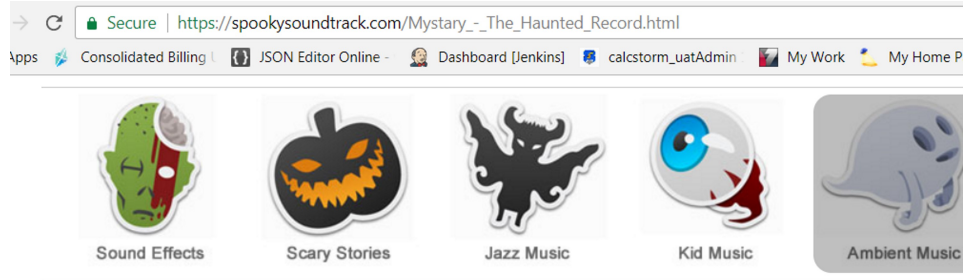 Secure https://spookysoundtrack.com/Mystary_-_The_Haunted_Record.html
Apps Consolidated Billing JSON Editor Online - Dashboard [Jenkins] calcstorm_uatAdmin My Work My Home P
Sound Effects Scary Stories Jazz Music Kid Music Ambient Music